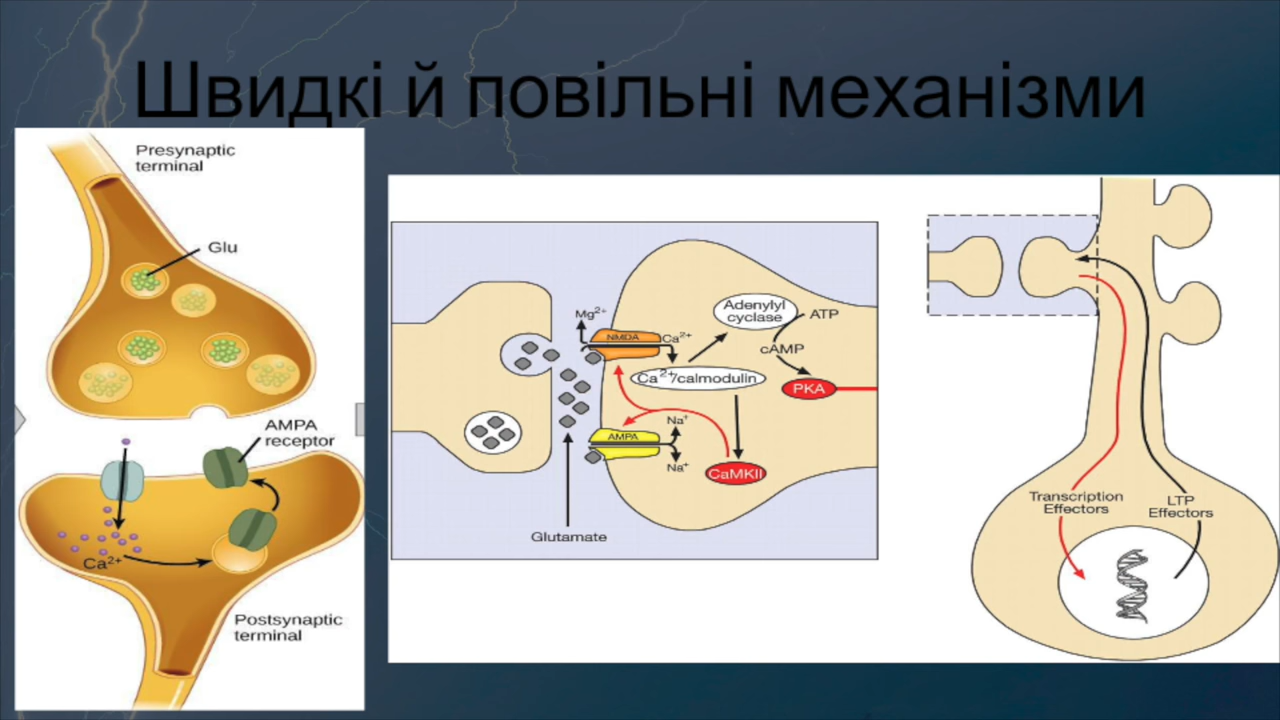 Швидкі й повільні механізми
Presynaptic
terminal
Glu
AMPA
receptor
Ca2+
Postsynaptic
terminal
Mg2+
NMDA
Ca2+
Adenylyl
cyclase
ATP
cAMP
Ca2+/calmodulin
PKA
Na+
AMPA
Na+
CaMKII
Glutamate
Transcription
Effectors
LTP
Effectors